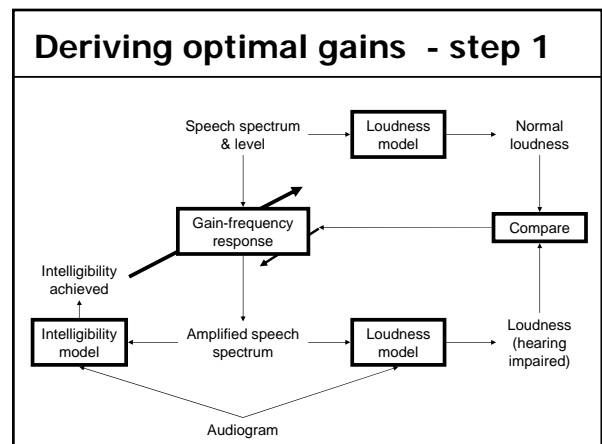 Deriving optimal gains - step 1
Speech spectrum
& level
Loudness
model
Normal
loudness
Gain-frequency
response
Compare
Intelligibility
achieved
Intelligibility
model
Amplified speech
spectrum
Loudness
model
Loudness
(hearing
impaired)
Audiogram